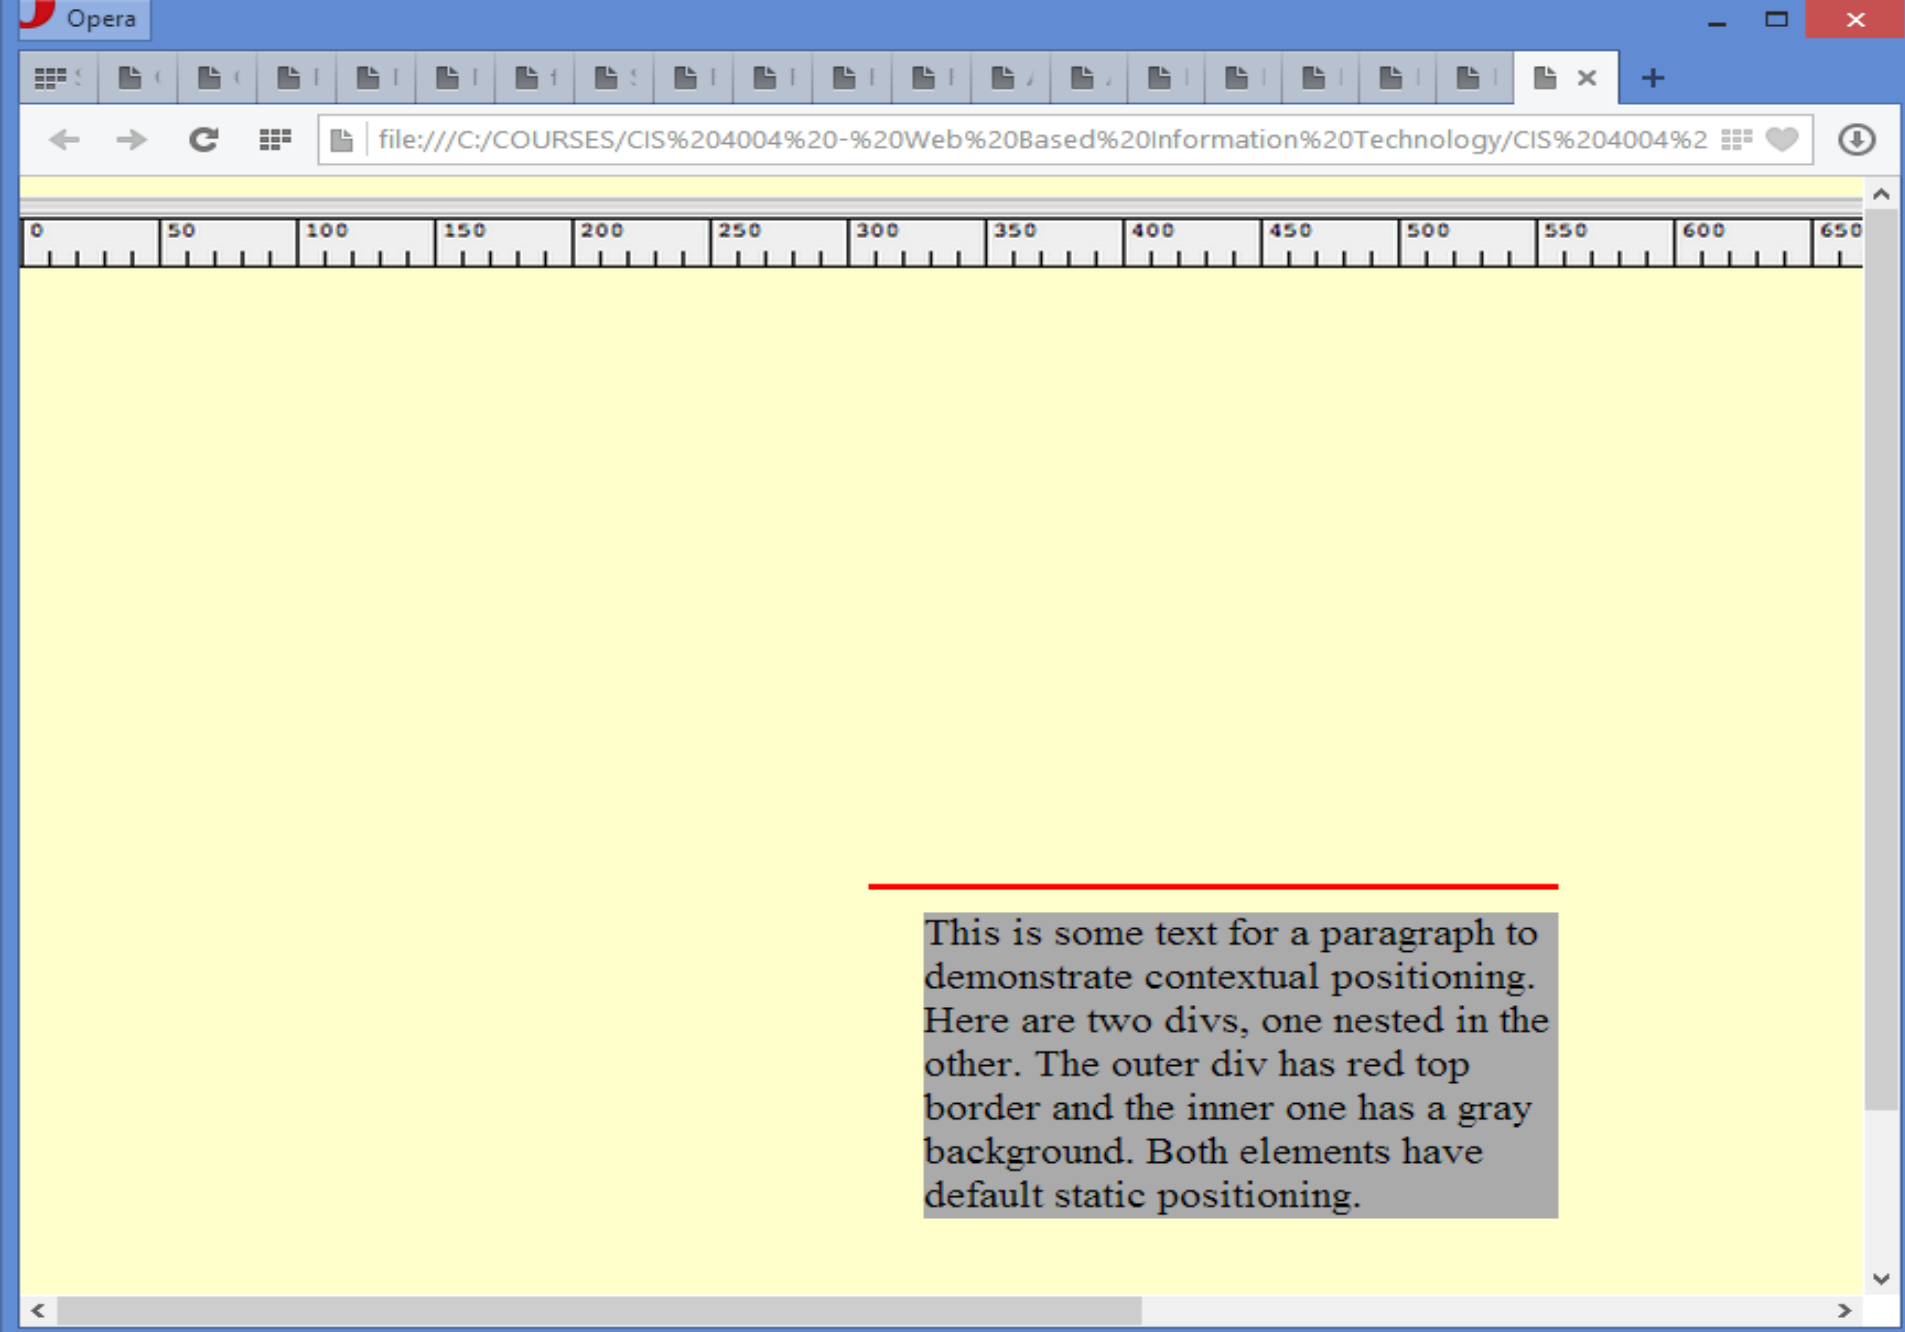 Opera
file:///C:/COURSES/CIS%204004%20-%20Web%20Based%20Information%20Technology/CIS%204004%2
0 50 100 150 200 250 300 350 400 450 500 550 600 650
This is some text for a paragraph to
demonstrate contextual positioning.
Here are two divs, one nested in the
other. The outer div has red top
border and the inner one has a gray
background. Both elements have
default static positioning.